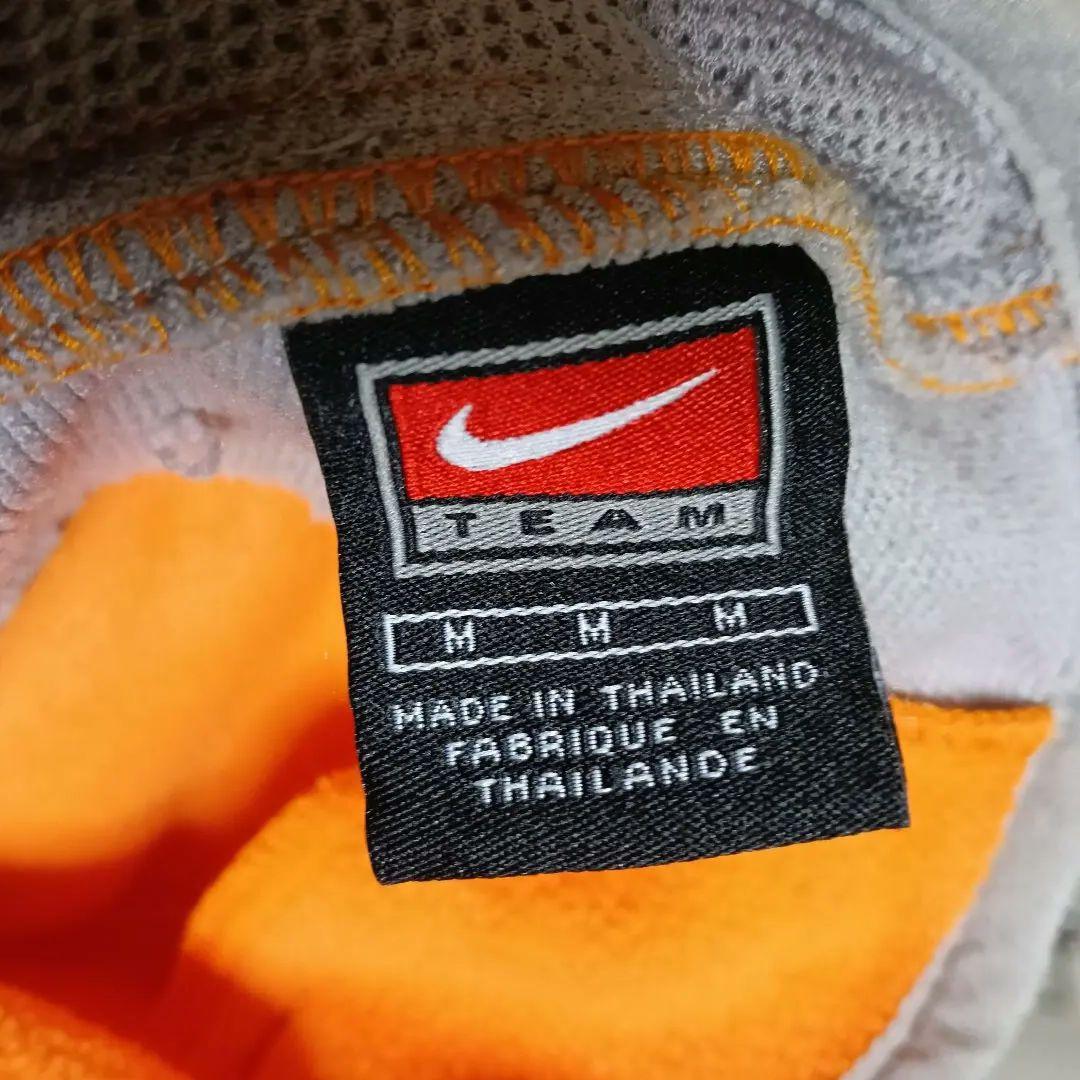 TEAM
M M M
MADE IN THAILAND
FABRIQUE EN
THAILANDE